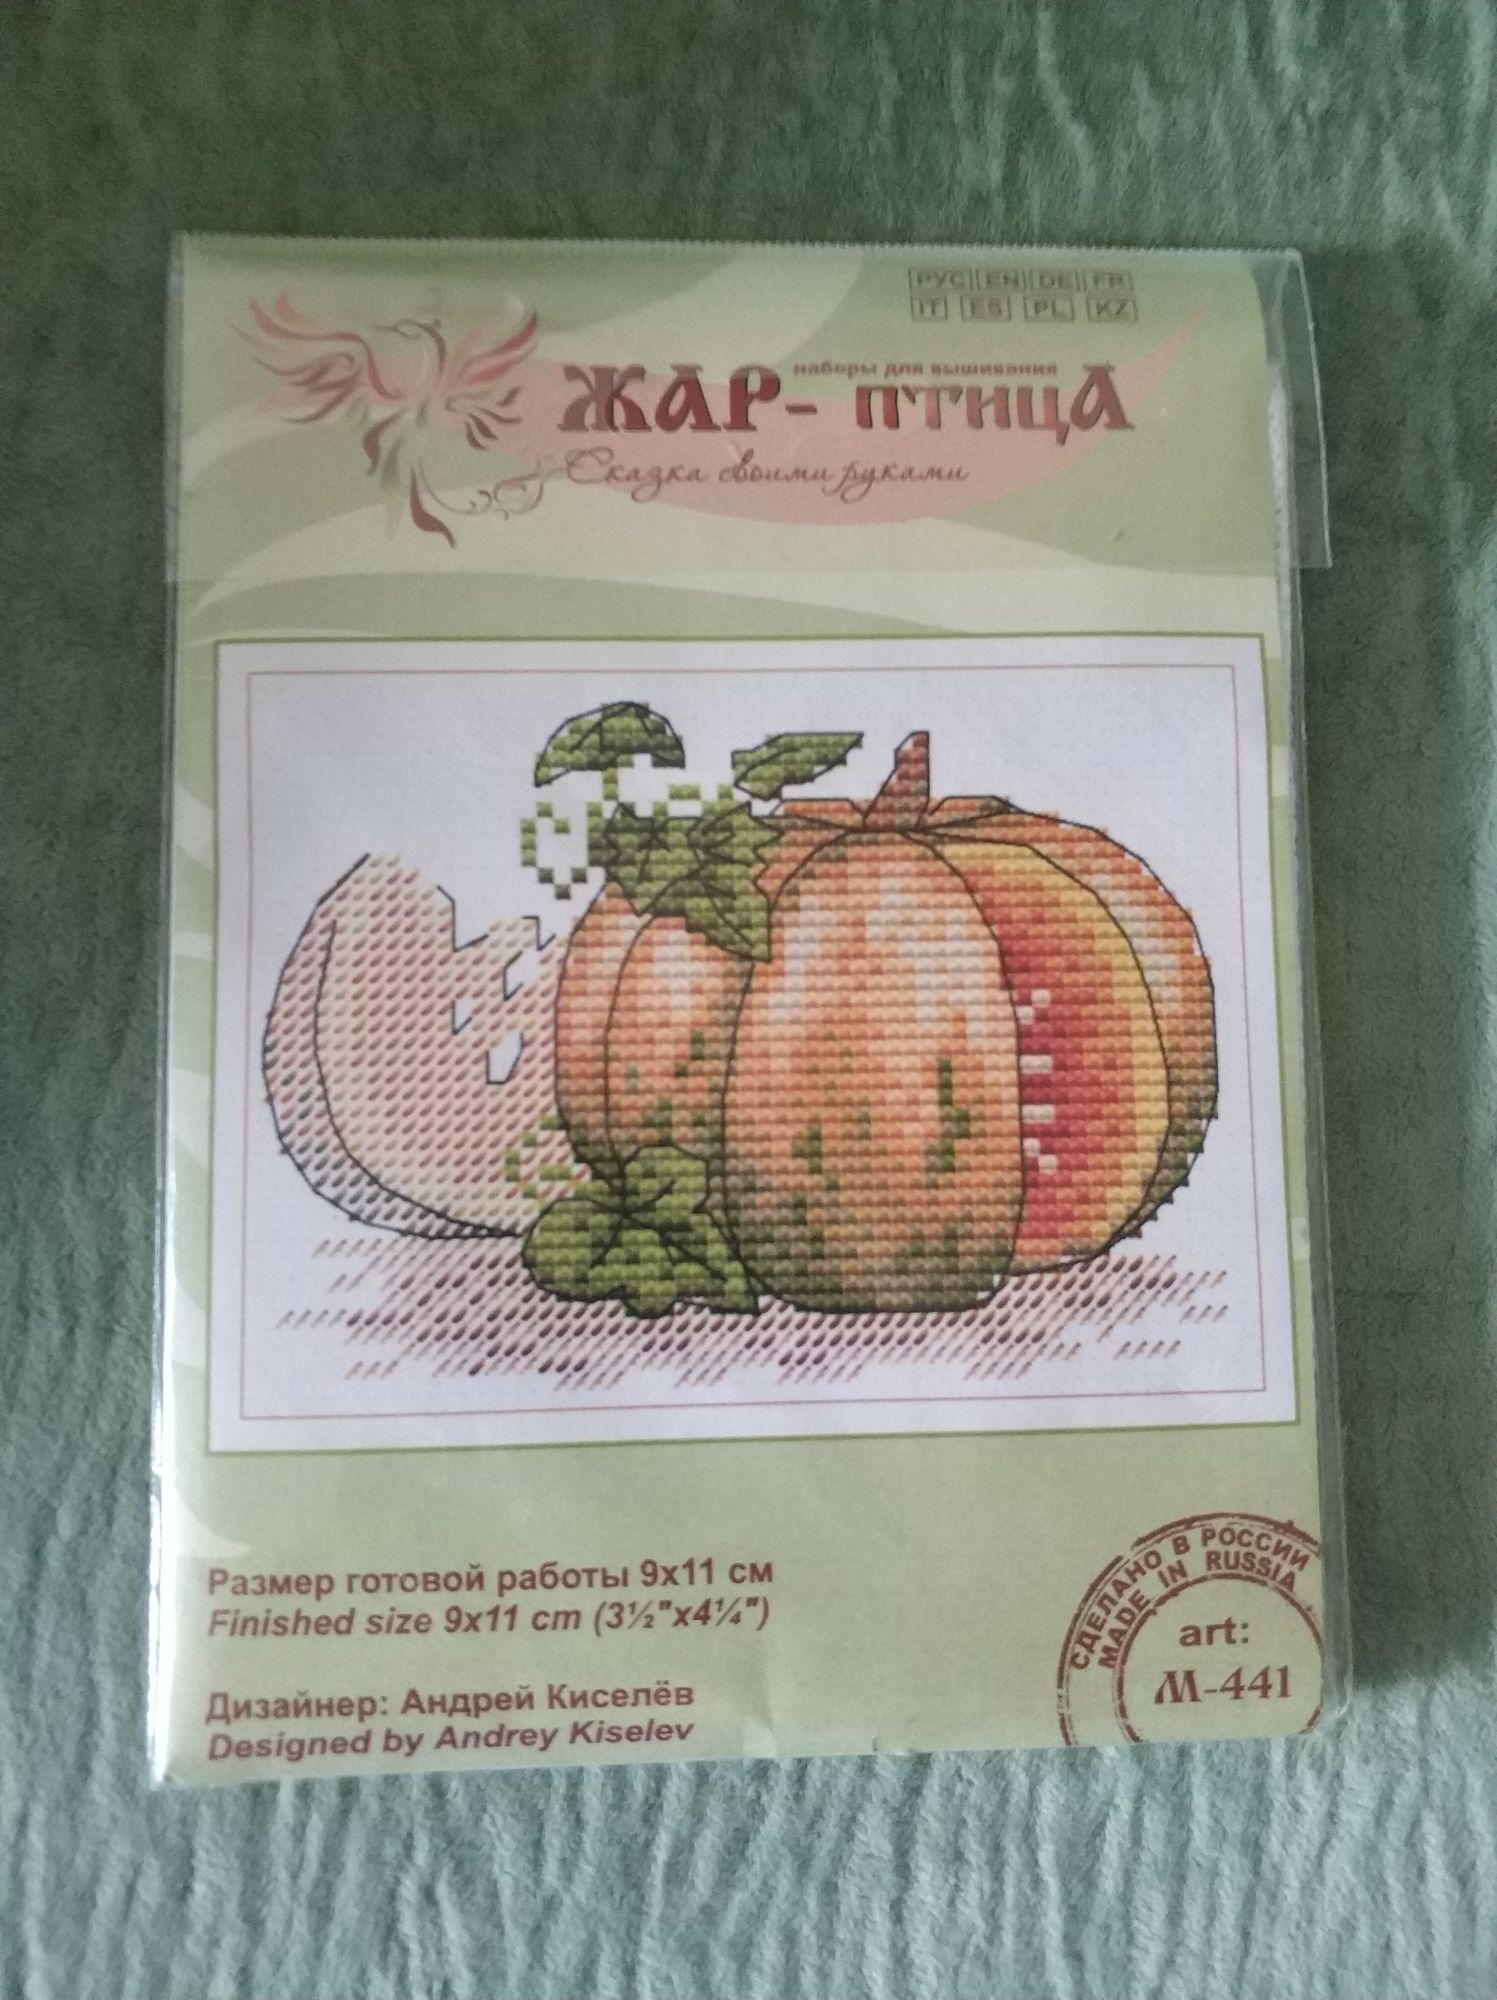 РУС EN DE FR
IT ES PL KZ
наборы для вышивания
ЖАР-ПТИЦА
Сказка своими руками
Размер готовой работы 9х11 см
Finished size 9x11 cm (3½"x4¼")
Дизайнер: Андрей Киселёв
Designed by Andrey Kiselev
СДЕЛАНО В РОССИИ
MADE IN RUSSIA
art:
М-441